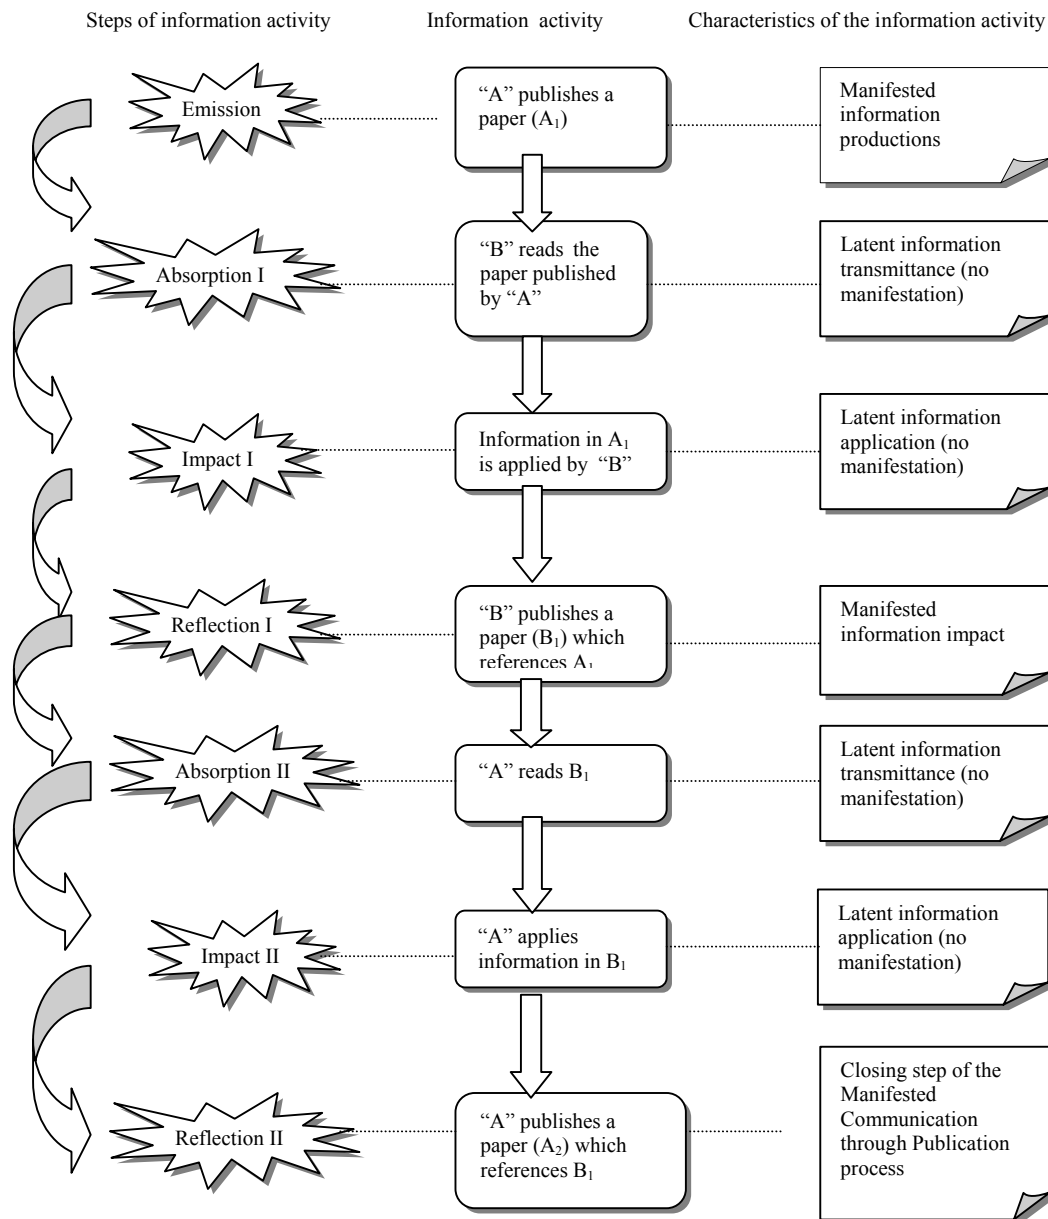 Steps of information activity
Information activity
Characteristics of the information activity
Emission
“A” publishes a
paper (A₁)
Manifested
information
productions
Absorption I
“B” reads the
paper published
by “A”
Latent information
transmittance (no
manifestation)
Impact I
Information in A₁
is applied by “B”
Latent information
application (no
manifestation)
Reflection I
“B” publishes a
paper (B₁) which
references A₁
Manifested
information impact
Absorption II
“A” reads B₁
Latent information
transmittance (no
manifestation)
Impact II
“A” applies
information in B₁
Latent information
application (no
manifestation)
Reflection II
“A” publishes a
paper (A₂) which
references B₁
Closing step of the
Manifested
Communication
through Publication
process